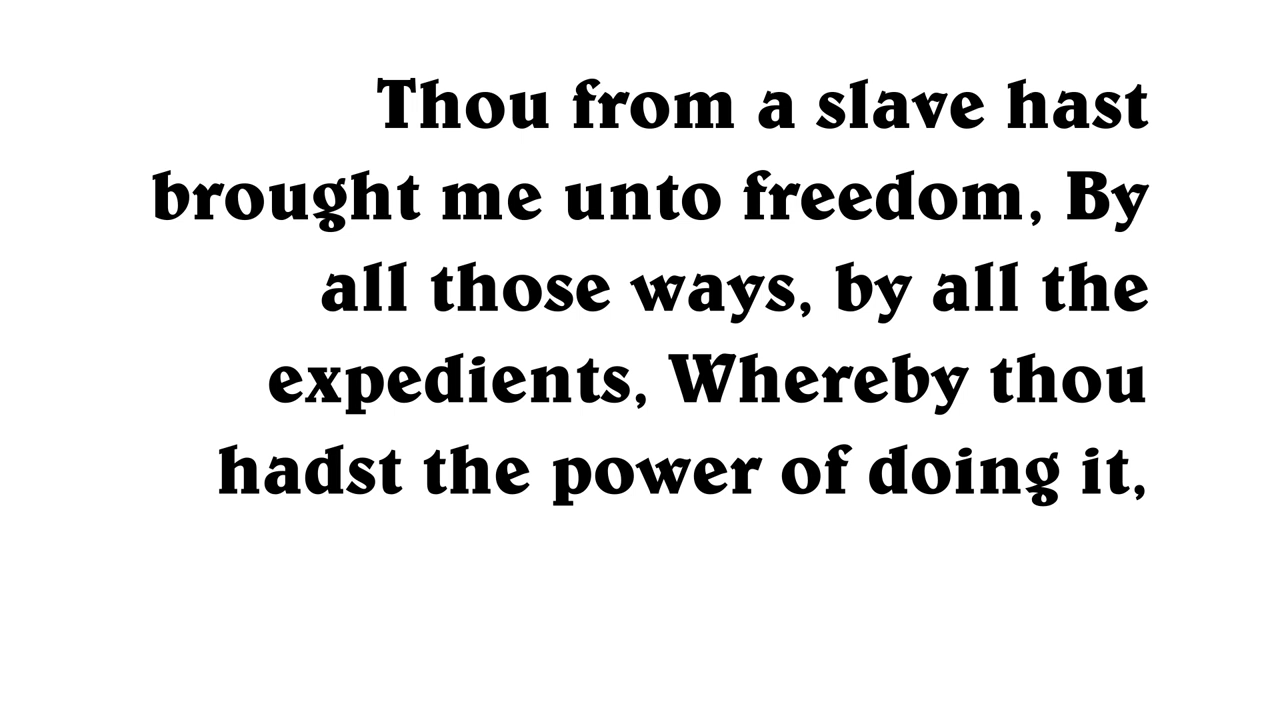 Thou from a slave hast
brought me unto freedom, By
all those ways, by all the
expedients, Whereby thou
hadst the power of doing it,